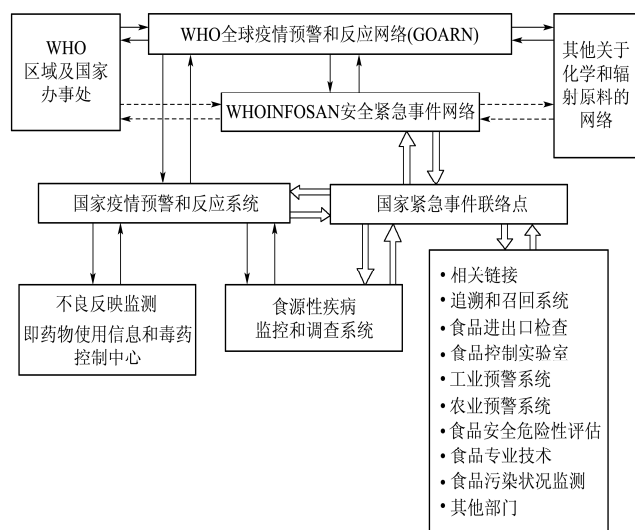 WHO全球疫情预警和反应网络(GOARN)
WHO
区域及国家
办事处
其他关于
化学和辐
射原料的
网络
WHOINFOSAN安全紧急事件网络
国家疫情预警和反应系统
国家紧急事件联络点
不良反映监测
即药物使用信息和毒药
控制中心
食源性疾病
监控和调查系统
•相关链接
•追溯和召回系统
•食品进出口检查
•食品控制实验室
•工业预警系统
•农业预警系统
•食品安全危险性评估
•食品专业技术
•食品污染状况监测
•其他部门